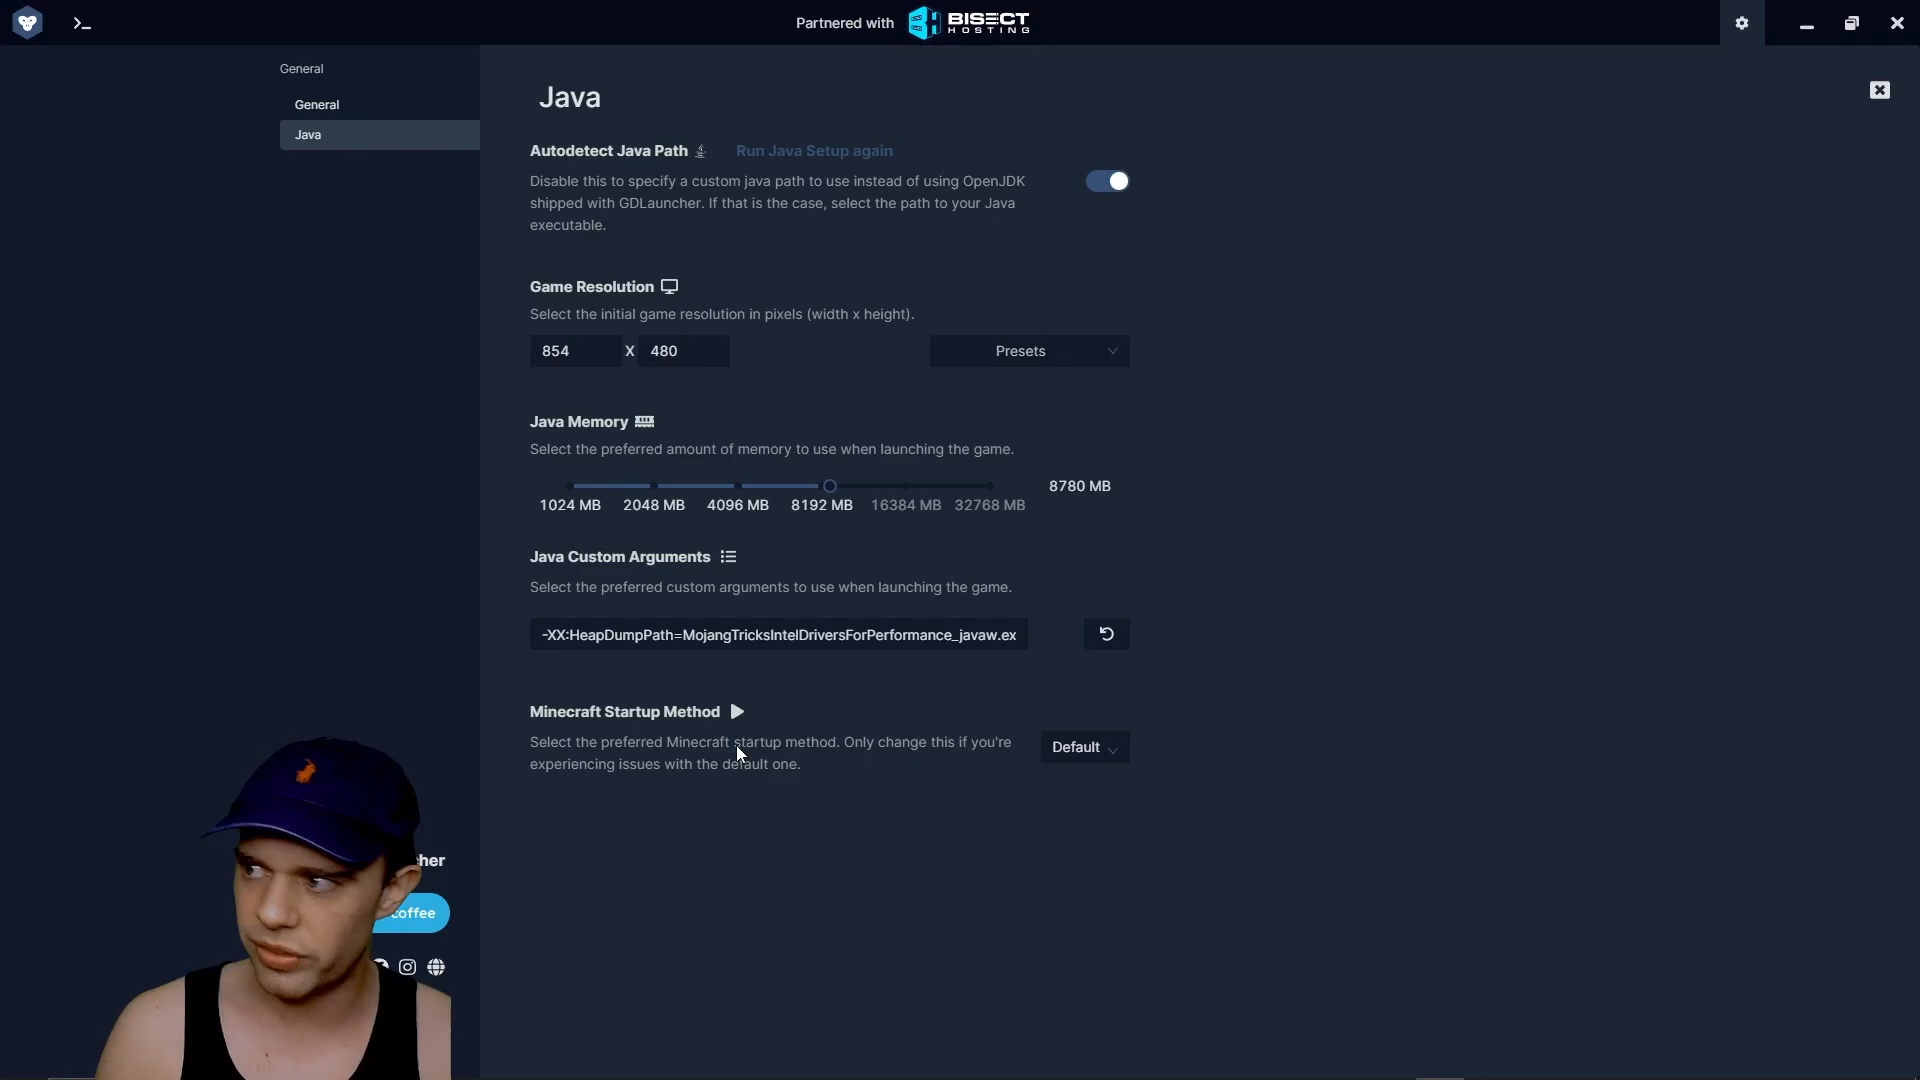 Partnered with BISECT HOSTING
General
General
Java
Java
Autodetect Java Path
Run Java Setup again
Disable this to specify a custom java path to use instead of using OpenJDK
shipped with GDLauncher. If that is the case, select the path to your Java
executable.
Game Resolution
Select the initial game resolution in pixels (width x height).
854 X 480
Presets
Java Memory
Select the preferred amount of memory to use when launching the game.
8780 MB
1024 MB 2048 MB 4096 MB 8192 MB 16384 MB 32768 MB
Java Custom Arguments
Select the preferred custom arguments to use when launching the game.
-XX:HeapDumpPath=MojangTricksIntelDriversForPerformance_javaw.ex
Minecraft Startup Method
Select the preferred Minecraft startup method. Only change this if you're
experiencing issues with the default one.
Default
cher
coffee